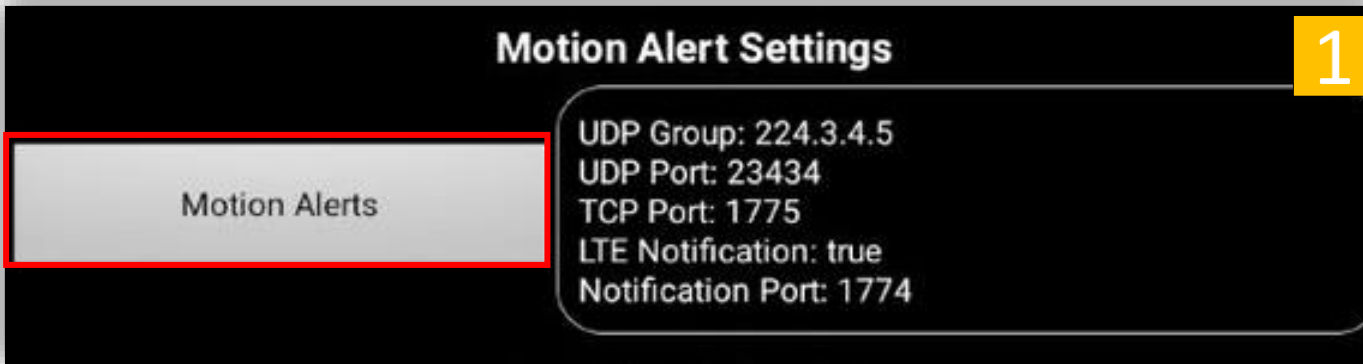 Motion Alert Settings
1
Motion Alerts
UDP Group: 224.3.4.5
UDP Port: 23434
TCP Port: 1775
LTE Notification: true
Notification Port: 1774